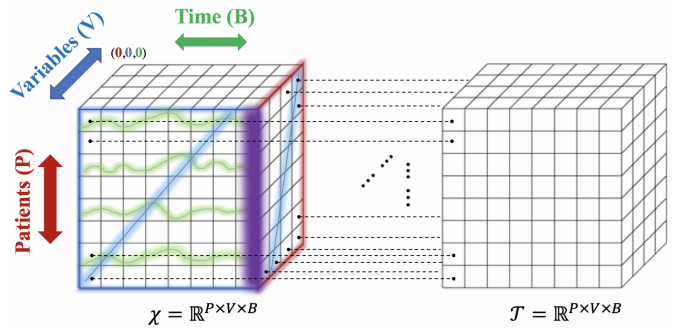 Time (B)
Variables (V)
(0,0,0)
Patients (P)
χ = ℝ^{P×V×B}
𝒯 = ℝ^{P×V×B}